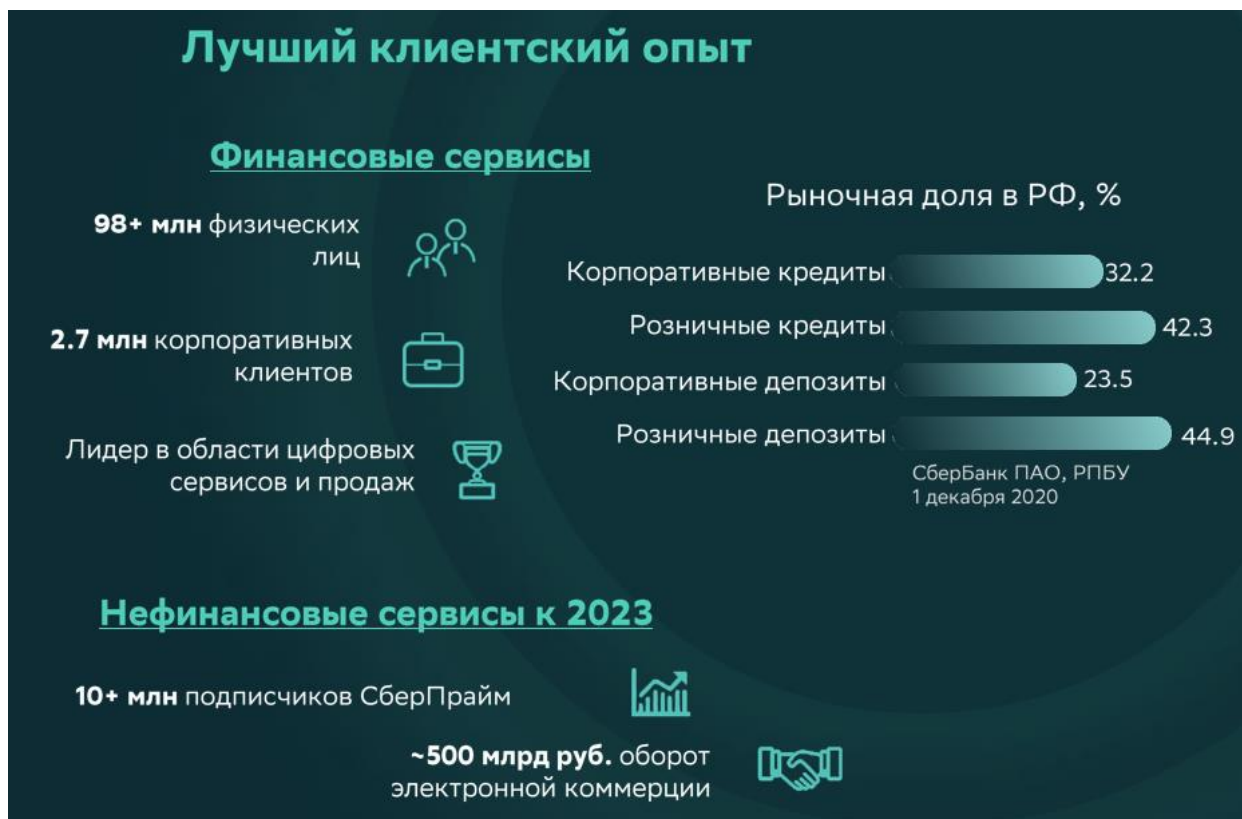 Лучший клиентский опыт
Финансовые сервисы
98+ млн физических
лиц
2.7 млн корпоративных
клиентов
Лидер в области цифровых
сервисов и продаж
Рыночная доля в РФ, %
Корпоративные кредиты 32.2
Розничные кредиты 42.3
Корпоративные депозиты 23.5
Розничные депозиты 44.9
СберБанк ПАО, РПБУ
1 декабря 2020
Нефинансовые сервисы к 2023
10+ млн подписчиков СберПрайм
~500 млрд руб. оборот
электронной коммерции